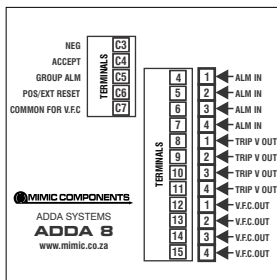 NEG C3
ACCEPT C4
GROUP ALM C5
POS/EXT RESET C6
COMMON FOR V.F.C C7
TERMINALS
TERMINALS
4 1 ALM IN
5 2 ALM IN
6 3 ALM IN
7 4 ALM IN
8 1 TRIP V OUT
9 2 TRIP V OUT
10 3 TRIP V OUT
11 4 TRIP V OUT
12 1 V.F.C.OUT
13 2 V.F.C.OUT
14 3 V.F.C.OUT
15 4 V.F.C.OUT
MIMIC COMPONENTS
ADDA SYSTEMS
ADDA 8
www.mimic.co.za